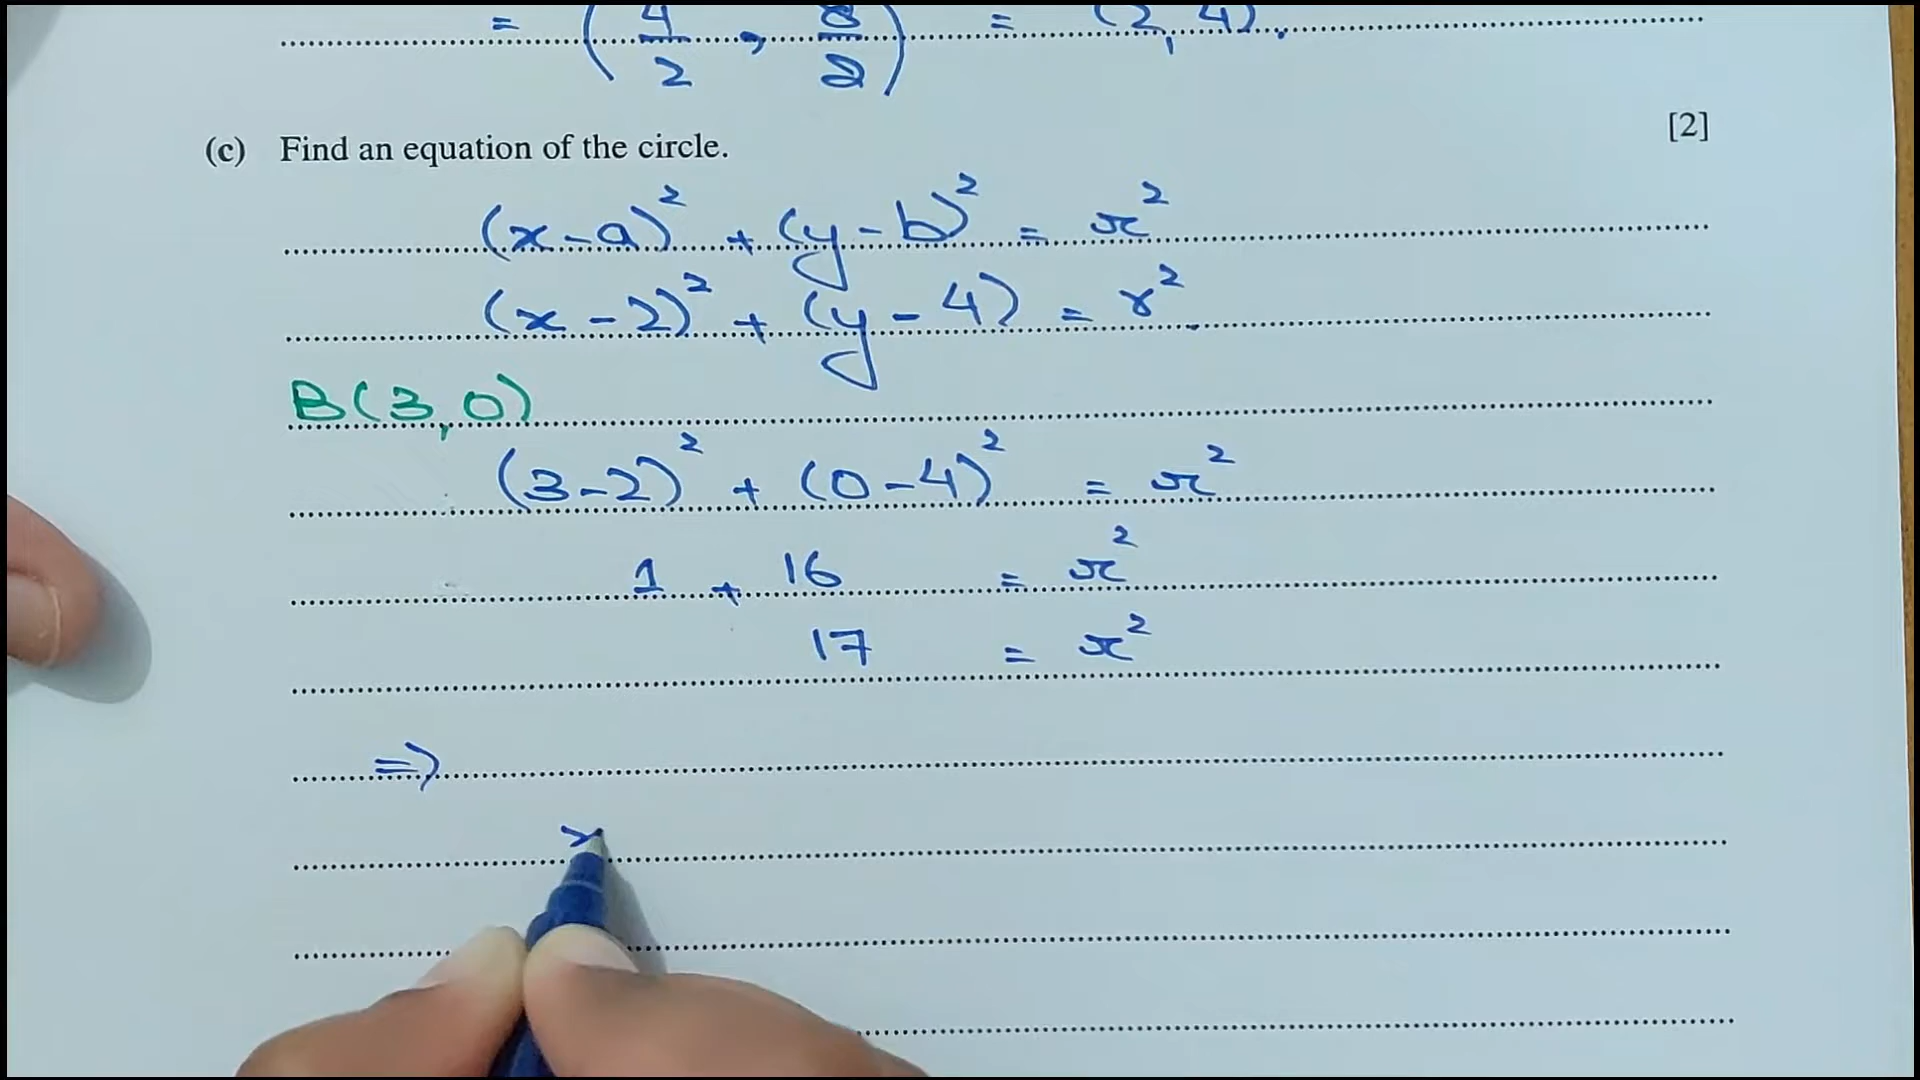 = (4/2 , 8/2) = (2, 4).
(c) Find an equation of the circle. [2]
(x-a)² + (y-b)² = r²
(x-2)² + (y-4) = r²
B(3,0)
(3-2)² + (0-4)² = r²
1 + 16 = r²
17 = r²
=>